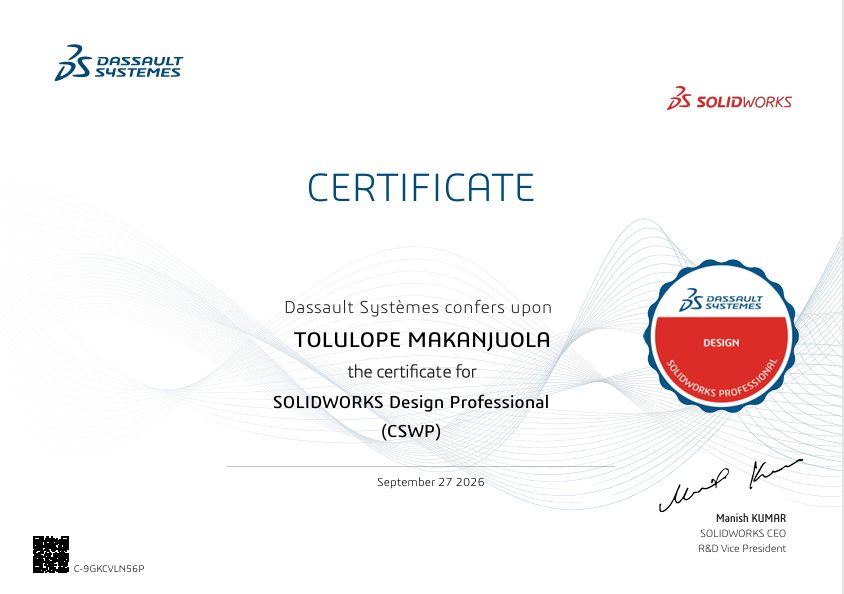 DASSAULT
SYSTEMES
SOLIDWORKS
CERTIFICATE
Dassault Systèmes confers upon
TOLULOPE MAKANJUOLA
the certificate for
SOLIDWORKS Design Professional
(CSWP)
September 27 2026
DASSAULT
SYSTEMES
DESIGN
SOLIDWORKS PROFESSIONAL
Manish KUMAR
SOLIDWORKS CEO
R&D Vice President
C-9GKCVLN56P